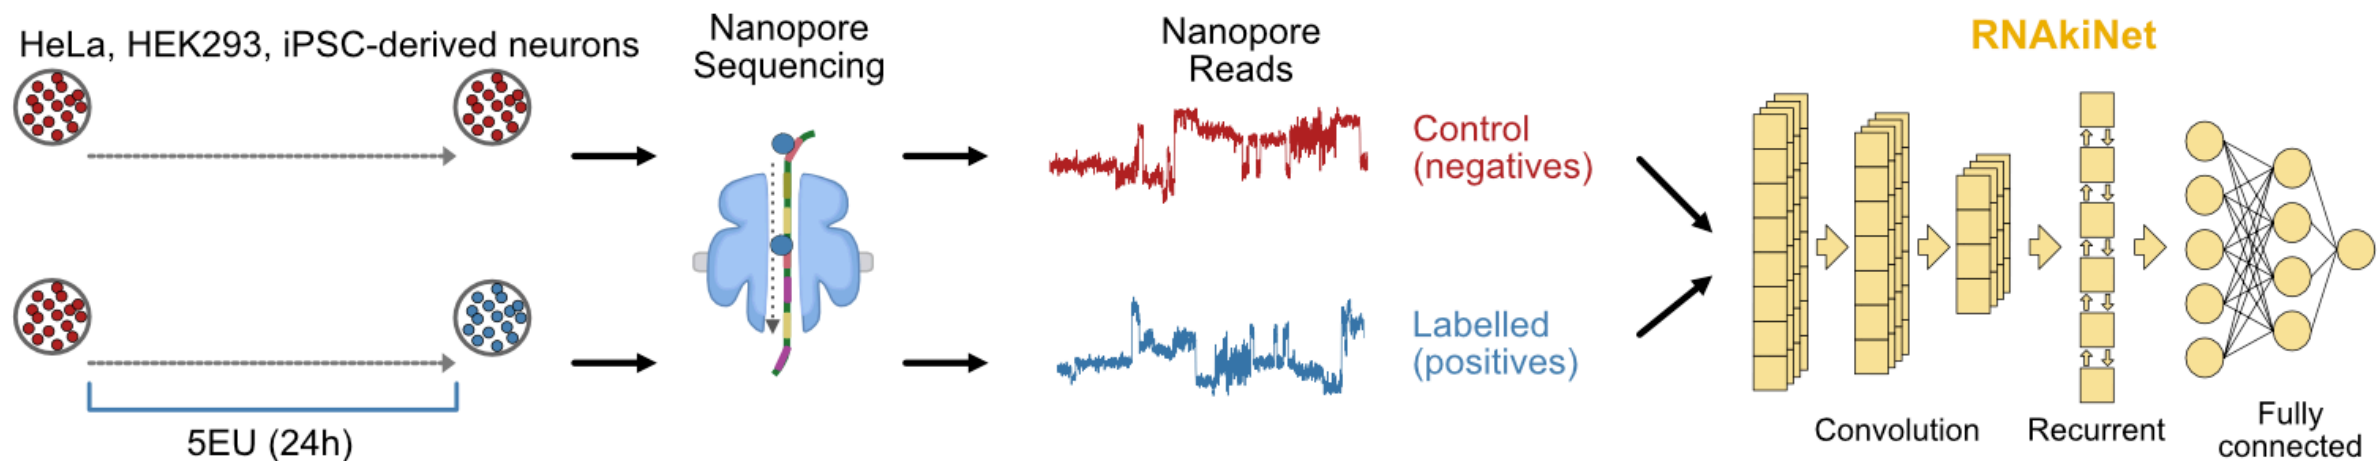 HeLa, HEK293, iPSC-derived neurons
5EU (24h)
Nanopore
Sequencing
Nanopore
Reads
Control
(negatives)
Labelled
(positives)
RNAkiNet
Convolution
Recurrent
Fully
connected